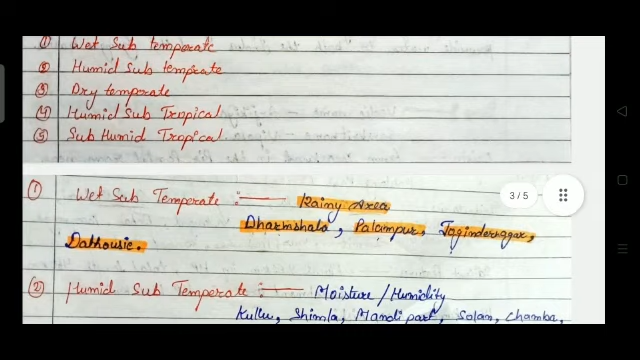 ① Wet Sub temperate
② Humid Sub temprate
③ Dry temperate
④ Humid Sub Tropical
⑤ Sub Humid Tropical.
① Wet Sub Temperate :— Rainy Area
Dharmshala, Palampur, Jogindernagar,
Dalhousie.
3/5
② Humid Sub Temperate :— Moisture/Humidity
Kullu, Shimla, Mandi part, Solan, Chamba,